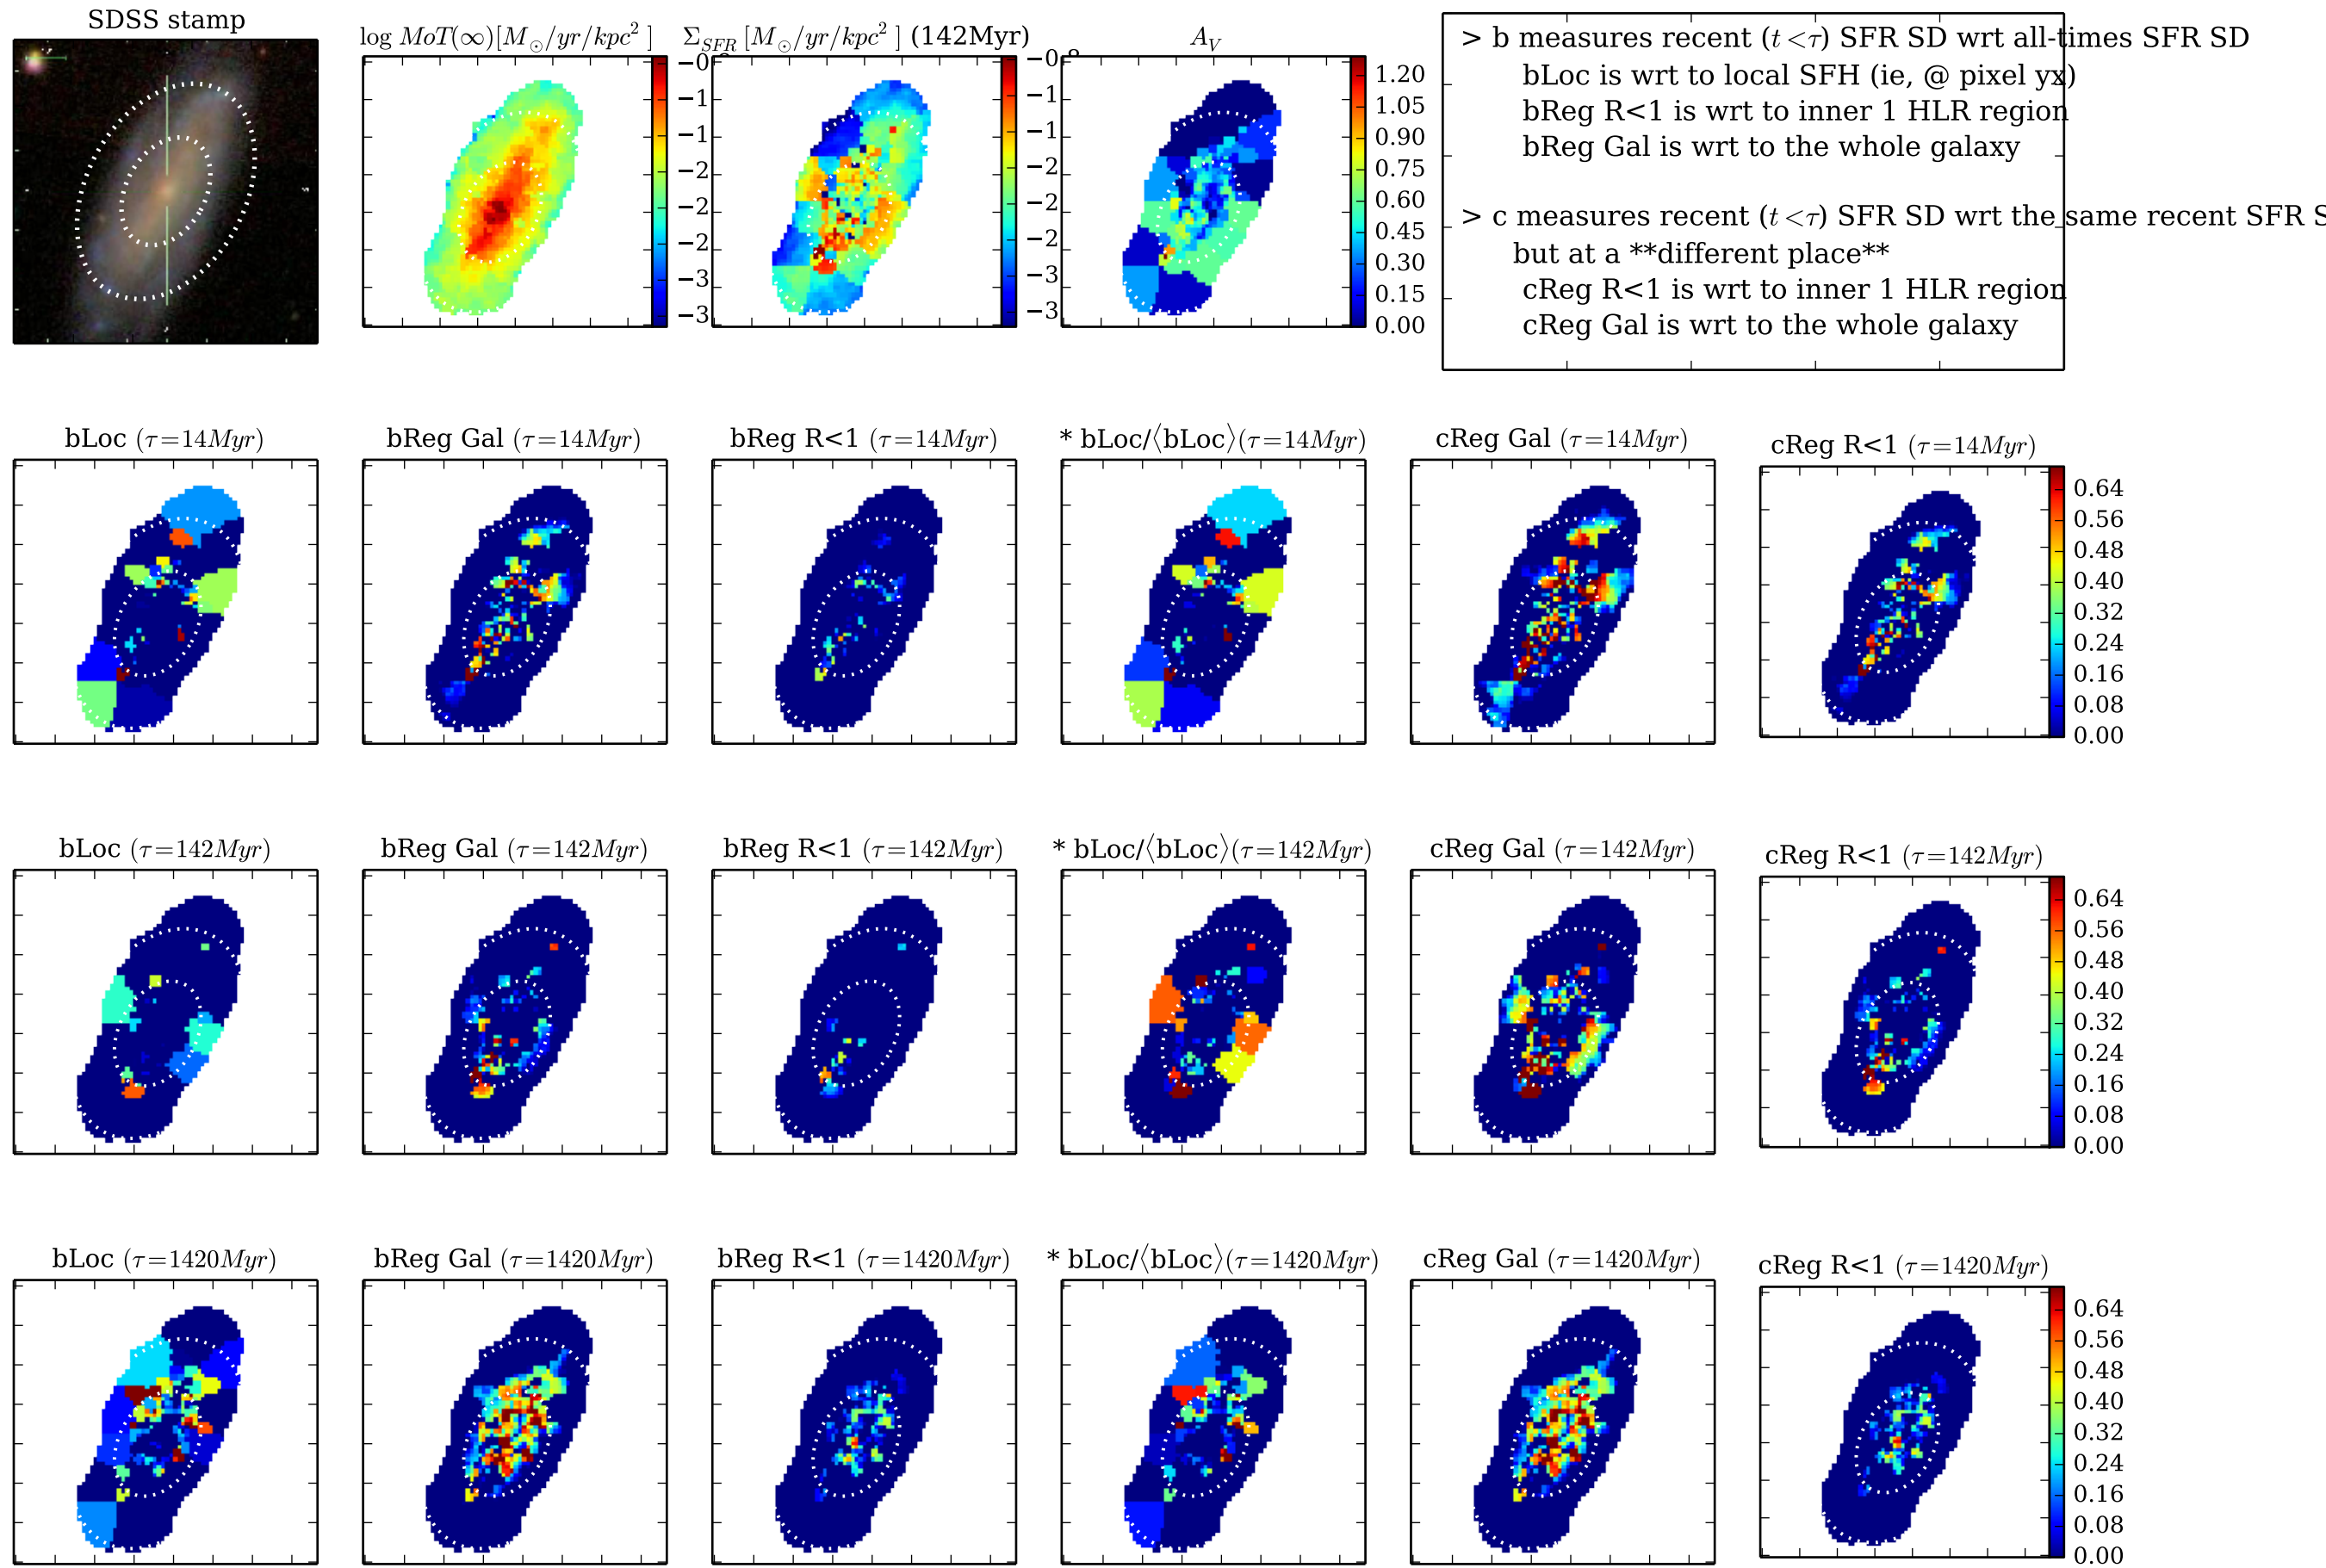 SDSS stamp
log MoT(∞)[M⊙/yr/kpc² ]
Σ_SFR [M⊙/yr/kpc² ] (142Myr)
A_V
−0
−1
−1
−2
−2
−2
−3
−3
−0
−1
−1
−2
−2
−2
−3
−3
1.20
1.05
0.90
0.75
0.60
0.45
0.30
0.15
0.00
> b measures recent (t <τ) SFR SD wrt all-times SFR SD
bLoc is wrt to local SFH (ie, @ pixel yx)
bReg R<1 is wrt to inner 1 HLR region
bReg Gal is wrt to the whole galaxy
> c measures recent (t <τ) SFR SD wrt the same recent SFR S
but at a **different place**
cReg R<1 is wrt to inner 1 HLR region
cReg Gal is wrt to the whole galaxy
bLoc (τ=14Myr)
bReg Gal (τ=14Myr)
bReg R<1 (τ=14Myr)
* bLoc/⟨bLoc⟩(τ=14Myr)
cReg Gal (τ=14Myr)
cReg R<1 (τ=14Myr)
0.64
0.56
0.48
0.40
0.32
0.24
0.16
0.08
0.00
bLoc (τ=142Myr)
bReg Gal (τ=142Myr)
bReg R<1 (τ=142Myr)
* bLoc/⟨bLoc⟩(τ=142Myr)
cReg Gal (τ=142Myr)
cReg R<1 (τ=142Myr)
0.64
0.56
0.48
0.40
0.32
0.24
0.16
0.08
0.00
bLoc (τ=1420Myr)
bReg Gal (τ=1420Myr)
bReg R<1 (τ=1420Myr)
* bLoc/⟨bLoc⟩(τ=1420Myr)
cReg Gal (τ=1420Myr)
cReg R<1 (τ=1420Myr)
0.64
0.56
0.48
0.40
0.32
0.24
0.16
0.08
0.00